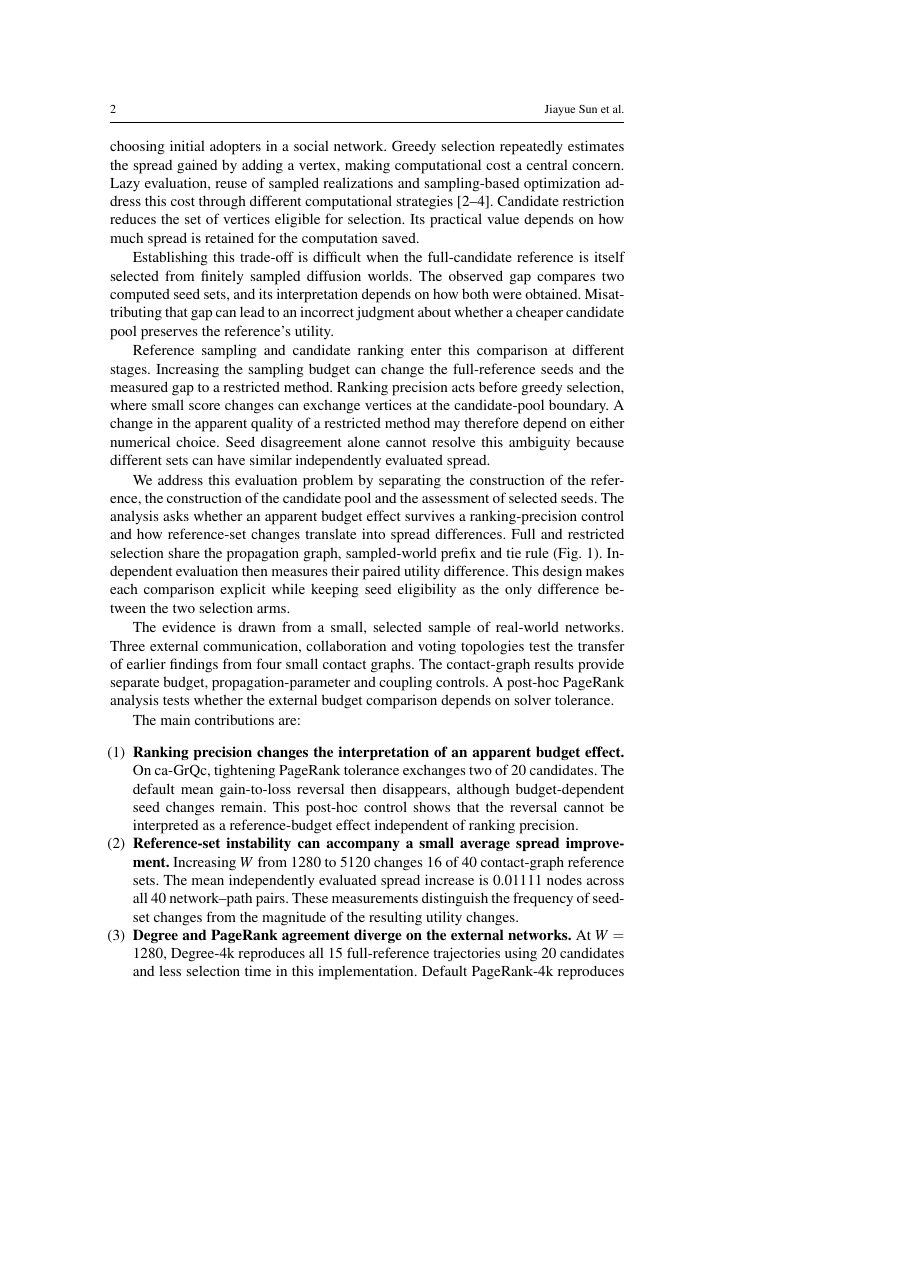 2
Jiayue Sun et al.
choosing initial adopters in a social network. Greedy selection repeatedly estimates
the spread gained by adding a vertex, making computational cost a central concern.
Lazy evaluation, reuse of sampled realizations and sampling-based optimization ad-
dress this cost through different computational strategies [2–4]. Candidate restriction
reduces the set of vertices eligible for selection. Its practical value depends on how
much spread is retained for the computation saved.
Establishing this trade-off is difficult when the full-candidate reference is itself
selected from finitely sampled diffusion worlds. The observed gap compares two
computed seed sets, and its interpretation depends on how both were obtained. Misat-
tributing that gap can lead to an incorrect judgment about whether a cheaper candidate
pool preserves the reference's utility.
Reference sampling and candidate ranking enter this comparison at different
stages. Increasing the sampling budget can change the full-reference seeds and the
measured gap to a restricted method. Ranking precision acts before greedy selection,
where small score changes can exchange vertices at the candidate-pool boundary. A
change in the apparent quality of a restricted method may therefore depend on either
numerical choice. Seed disagreement alone cannot resolve this ambiguity because
different sets can have similar independently evaluated spread.
We address this evaluation problem by separating the construction of the refer-
ence, the construction of the candidate pool and the assessment of selected seeds. The
analysis asks whether an apparent budget effect survives a ranking-precision control
and how reference-set changes translate into spread differences. Full and restricted
selection share the propagation graph, sampled-world prefix and tie rule (Fig. 1). In-
dependent evaluation then measures their paired utility difference. This design makes
each comparison explicit while keeping seed eligibility as the only difference be-
tween the two selection arms.
The evidence is drawn from a small, selected sample of real-world networks.
Three external communication, collaboration and voting topologies test the transfer
of earlier findings from four small contact graphs. The contact-graph results provide
separate budget, propagation-parameter and coupling controls. A post-hoc PageRank
analysis tests whether the external budget comparison depends on solver tolerance.
The main contributions are:
(1) Ranking precision changes the interpretation of an apparent budget effect.
On ca-GrQc, tightening PageRank tolerance exchanges two of 20 candidates. The
default mean gain-to-loss reversal then disappears, although budget-dependent
seed changes remain. This post-hoc control shows that the reversal cannot be
interpreted as a reference-budget effect independent of ranking precision.
(2) Reference-set instability can accompany a small average spread improve-
ment. Increasing W from 1280 to 5120 changes 16 of 40 contact-graph reference
sets. The mean independently evaluated spread increase is 0.01111 nodes across
all 40 network–path pairs. These measurements distinguish the frequency of seed-
set changes from the magnitude of the resulting utility changes.
(3) Degree and PageRank agreement diverge on the external networks. At W =
1280, Degree-4k reproduces all 15 full-reference trajectories using 20 candidates
and less selection time in this implementation. Default PageRank-4k reproduces